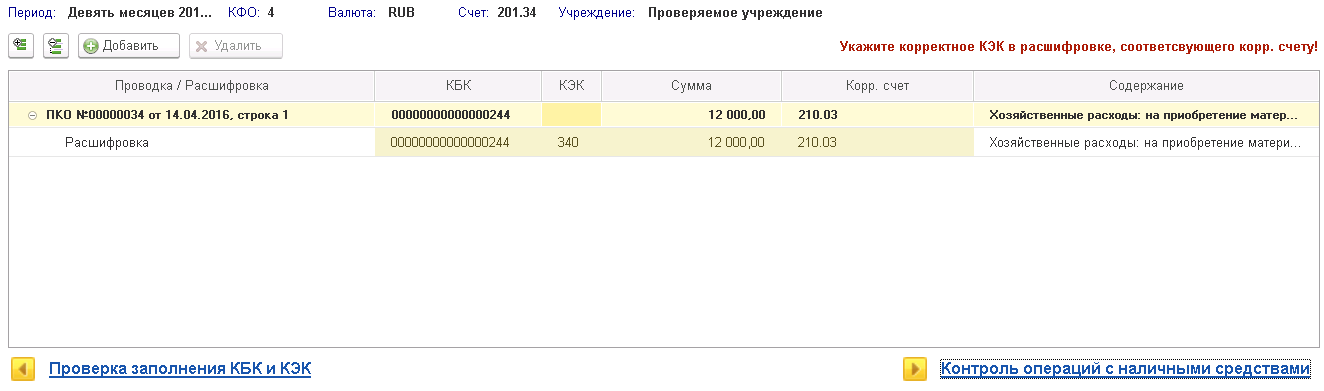 Период: Девять месяцев 201... КФО: 4 Валюта: RUB Счет: 201.34 Учреждение: Проверяемое учреждение
Добавить Удалить Укажите корректное КЭК в расшифровке, соответсвующего корр. счету!
Проводка / Расшифровка КБК КЭК Сумма Корр. счет Содержание
ПКО №00000034 от 14.04.2016, строка 1 00000000000000244 12 000,00 210.03 Хозяйственные расходы: на приобретение матер...
Расшифровка 00000000000000244 340 12 000,00 210.03 Хозяйственные расходы: на приобретение матери...
Проверка заполнения КБК и КЭК Контроль операций с наличными средствами